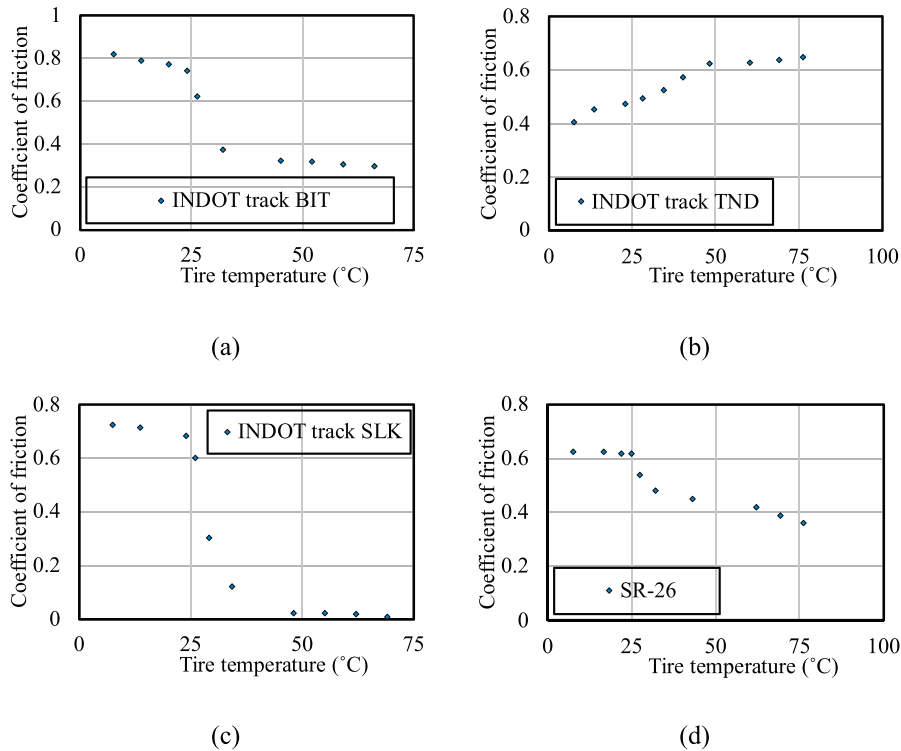 1
0.8
0.6
0.4
0.2
0
Coefficient of friction
INDOT track BIT
0 25 50 75
Tire temperature (˚C)
(a)
0.8
0.6
0.4
0.2
0
Coefficient of friction
INDOT track TND
0 25 50 75 100
Tire temperature (˚C)
(b)
0.8
0.6
0.4
0.2
0
Coefficient of friction
INDOT track SLK
0 25 50 75
Tire temperature (˚C)
(c)
0.8
0.6
0.4
0.2
0
Coefficient of friction
SR-26
0 25 50 75 100
Tire temperature (˚C)
(d)